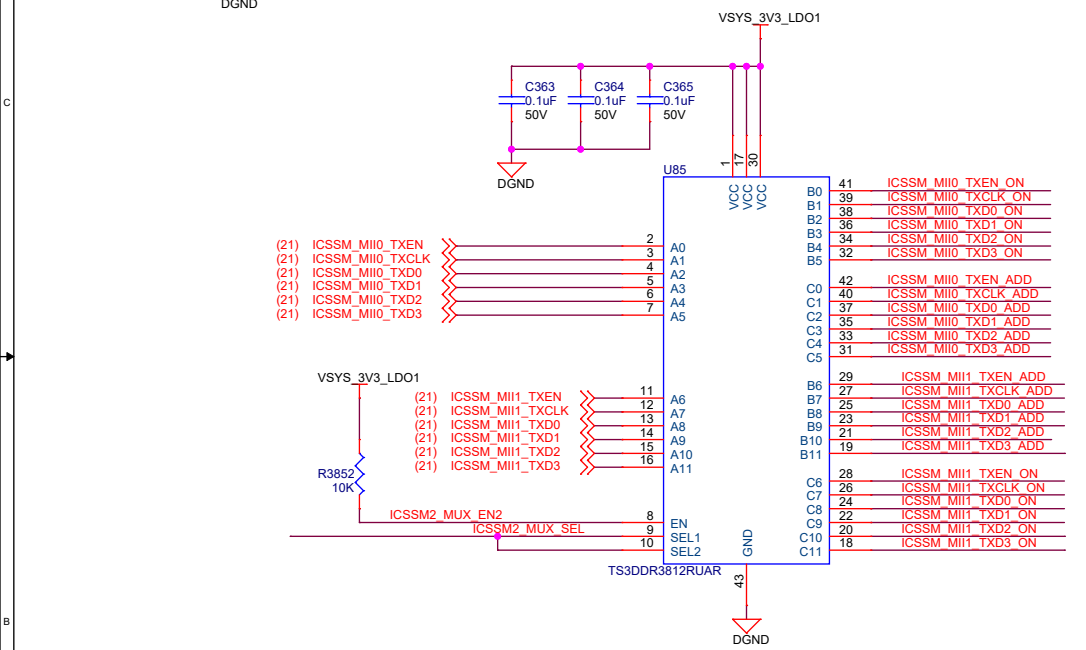 DGND
VSYS_3V3_LDO1
C
C363 C364 C365
0.1uF 0.1uF 0.1uF
50V 50V 50V
1 17 30
DGND
U85
VCC VCC VCC
41 ICSSM_MII0_TXEN_ON
B0
39 ICSSM_MII0_TXCLK_ON
B1
38 ICSSM_MII0_TXD0_ON
B2
36 ICSSM_MII0_TXD1_ON
B3
34 ICSSM_MII0_TXD2_ON
B4
32 ICSSM_MII0_TXD3_ON
B5
(21) ICSSM_MII0_TXEN 2 A0
(21) ICSSM_MII0_TXCLK 3 A1
(21) ICSSM_MII0_TXD0 4 A2
(21) ICSSM_MII0_TXD1 5 A3
(21) ICSSM_MII0_TXD2 6 A4
(21) ICSSM_MII0_TXD3 7 A5
C0 42 ICSSM_MII0_TXEN_ADD
C1 40 ICSSM_MII0_TXCLK_ADD
C2 37 ICSSM_MII0_TXD0_ADD
C3 35 ICSSM_MII0_TXD1_ADD
C4 33 ICSSM_MII0_TXD2_ADD
C5 31 ICSSM_MII0_TXD3_ADD
VSYS_3V3_LDO1
(21) ICSSM_MII1_TXEN 11 A6
(21) ICSSM_MII1_TXCLK 12 A7
(21) ICSSM_MII1_TXD0 13 A8
(21) ICSSM_MII1_TXD1 14 A9
(21) ICSSM_MII1_TXD2 15 A10
(21) ICSSM_MII1_TXD3 16 A11
B6 29 ICSSM_MII1_TXEN_ADD
B7 27 ICSSM_MII1_TXCLK_ADD
B8 25 ICSSM_MII1_TXD0_ADD
B9 23 ICSSM_MII1_TXD1_ADD
B10 21 ICSSM_MII1_TXD2_ADD
B11 19 ICSSM_MII1_TXD3_ADD
R3852
10K
C6 28 ICSSM_MII1_TXEN_ON
C7 26 ICSSM_MII1_TXCLK_ON
C8 24 ICSSM_MII1_TXD0_ON
C9 22 ICSSM_MII1_TXD1_ON
C10 20 ICSSM_MII1_TXD2_ON
C11 18 ICSSM_MII1_TXD3_ON
ICSSM2_MUX_EN2 8 EN
ICSSM2_MUX_SEL 9 SEL1
10 SEL2
GND
TS3DDR3812RUAR
43
B
DGND